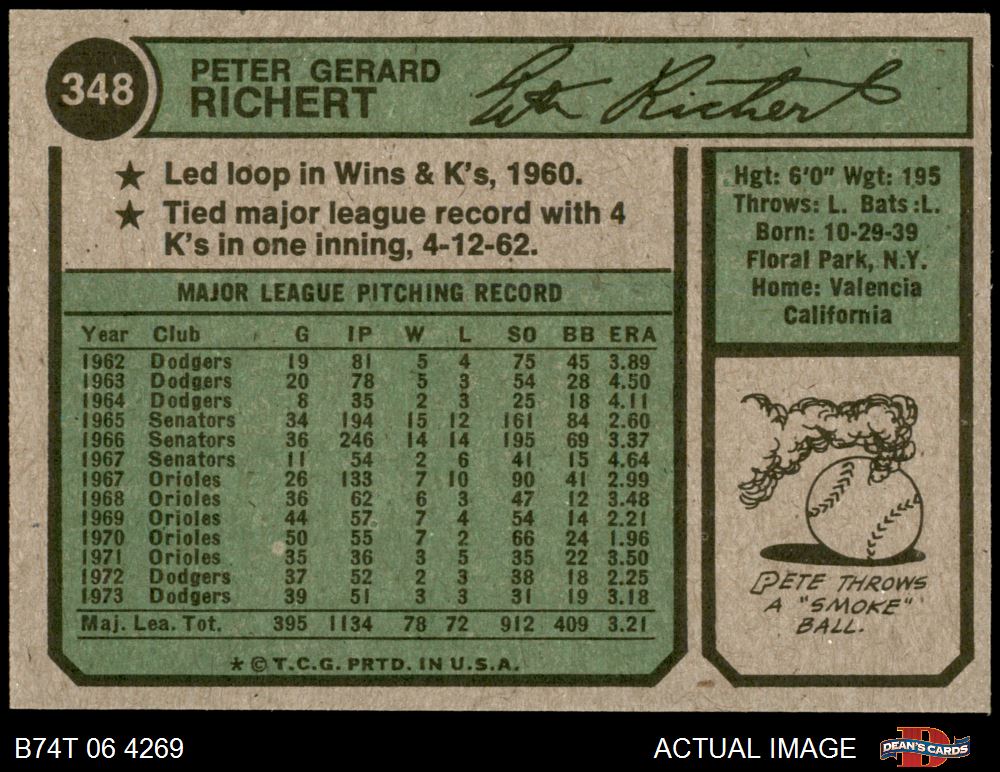 348
PETER GERARD
RICHERT
Pete Richert
★ Led loop in Wins & K's, 1960.
★ Tied major league record with 4
K's in one inning, 4-12-62.
MAJOR LEAGUE PITCHING RECORD
Year Club G IP W L SO BB ERA
1962 Dodgers 19 81 5 4 75 45 3.89
1963 Dodgers 20 78 5 3 54 28 4.50
1964 Dodgers 8 35 2 3 25 18 4.11
1965 Senators 34 194 15 12 161 84 2.60
1966 Senators 36 246 14 14 195 69 3.37
1967 Senators 11 54 2 6 41 15 4.64
1967 Orioles 26 133 7 10 90 41 2.99
1968 Orioles 36 62 6 3 47 12 3.48
1969 Orioles 44 57 7 4 54 14 2.21
1970 Orioles 50 55 7 2 66 24 1.96
1971 Orioles 35 36 3 5 35 22 3.50
1972 Dodgers 37 52 2 3 38 18 2.25
1973 Dodgers 39 51 3 3 31 19 3.18
Maj. Lea. Tot. 395 1134 78 72 912 409 3.21
★ © T.C.G. PRTD. IN U.S.A.
Hgt: 6'0" Wgt: 195
Throws: L. Bats :L.
Born: 10-29-39
Floral Park, N.Y.
Home: Valencia
California
PETE THROWS
A "SMOKE"
BALL.
B74T 06 4269
ACTUAL IMAGE
D
DEAN'S CARDS